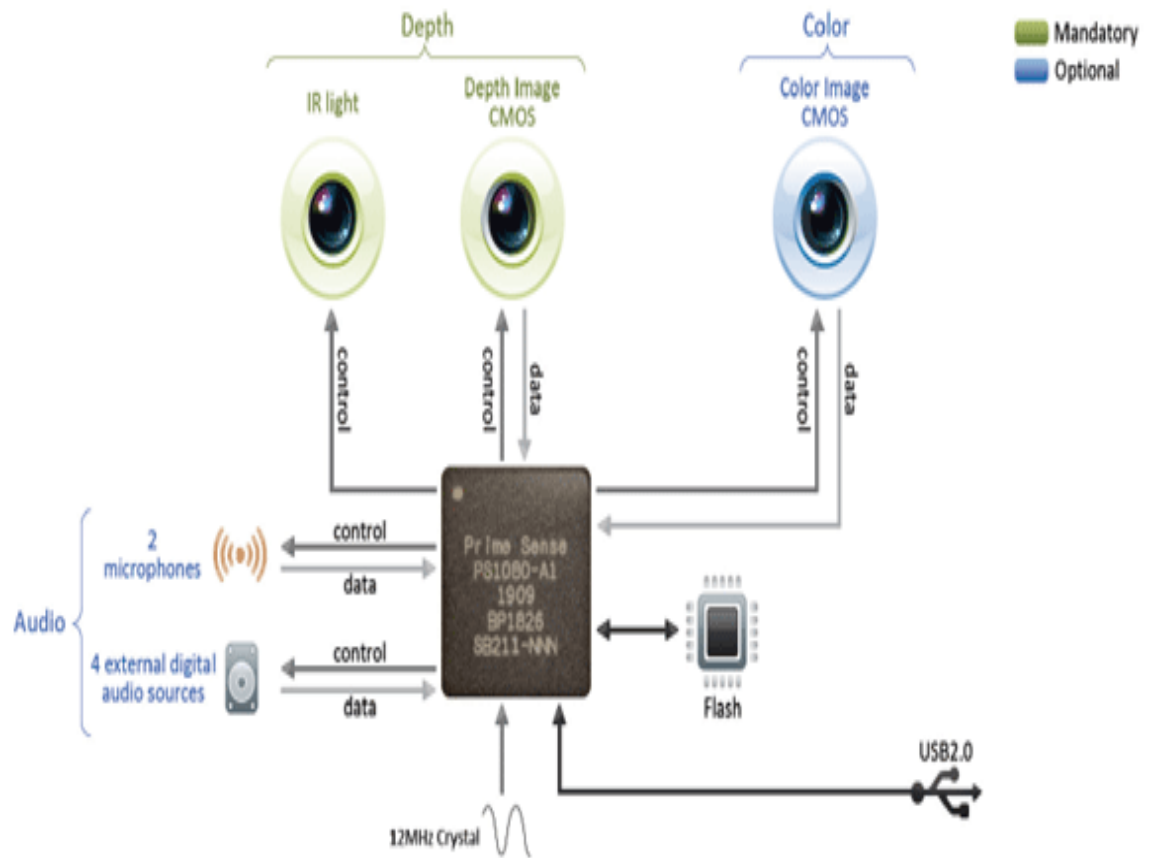 Depth
Color
Mandatory
Optional
IR light
Depth Image
CMOS
Color Image
CMOS
control
control
data
control
data
Audio
2
microphones
control
data
4 external digital
audio sources
control
data
Prime Sense
PS1080-A1
1909
BP1826
SB211-NNN
Flash
USB2.0
12MHz Crystal